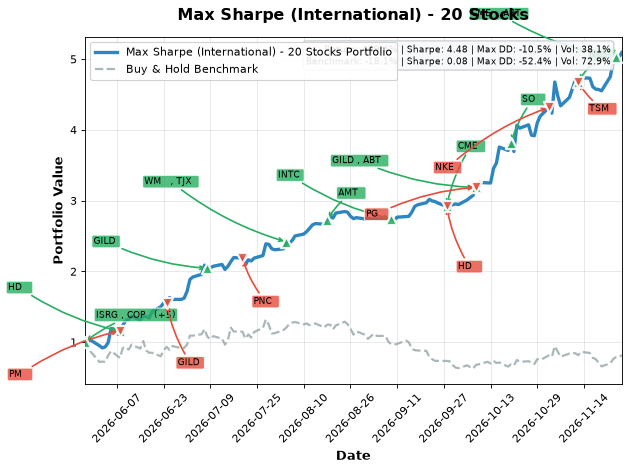 Max Sharpe (International) - 20 Stocks
Max Sharpe (International) - 20 Stocks Portfolio
Buy & Hold Benchmark
| Sharpe: 4.48 | Max DD: -10.5% | Vol: 38.1%
Benchmark: -18.1% | Sharpe: 0.08 | Max DD: -52.4% | Vol: 72.9%
Portfolio Value
5
4
3
2
1
SO
TSM
CME
NKE
GILD , ABT
INTC
WM , TJX
AMT
PG
GILD
HD
HD
PNC
ISRG , COP (+5)
GILD
PM
2026-06-07
2026-06-23
2026-07-09
2026-07-25
2026-08-10
2026-08-26
2026-09-11
2026-09-27
2026-10-13
2026-10-29
2026-11-14
Date